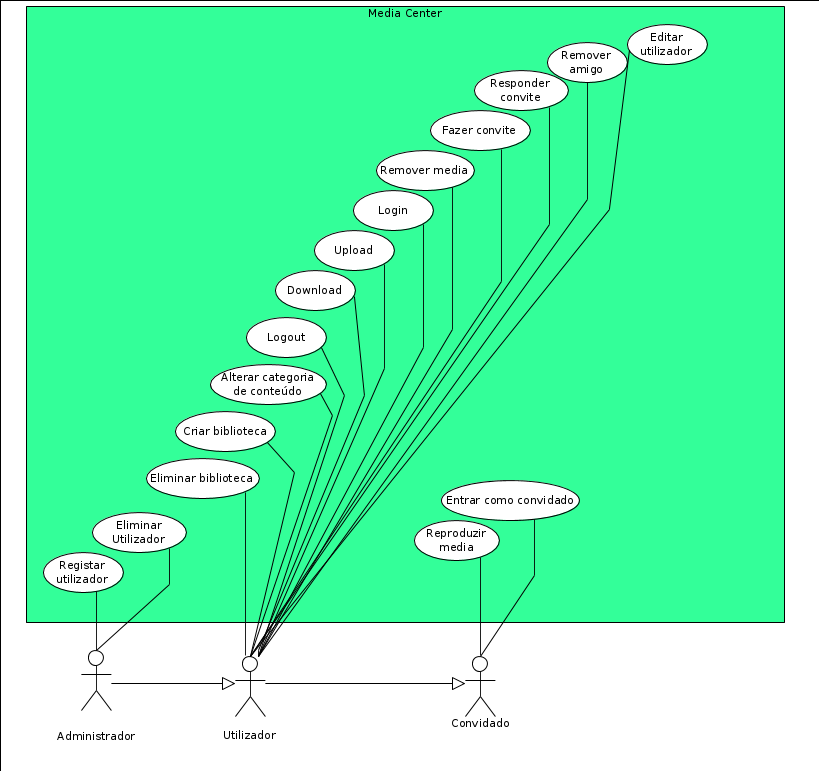 Media Center
Editar
utilizador
Remover
amigo
Responder
convite
Fazer convite
Remover media
Login
Upload
Download
Logout
Alterar categoria
de conteúdo
Criar biblioteca
Eliminar biblioteca
Entrar como convidado
Eliminar
Utilizador
Reproduzir
media
Registar
utilizador
Administrador
Utilizador
Convidado